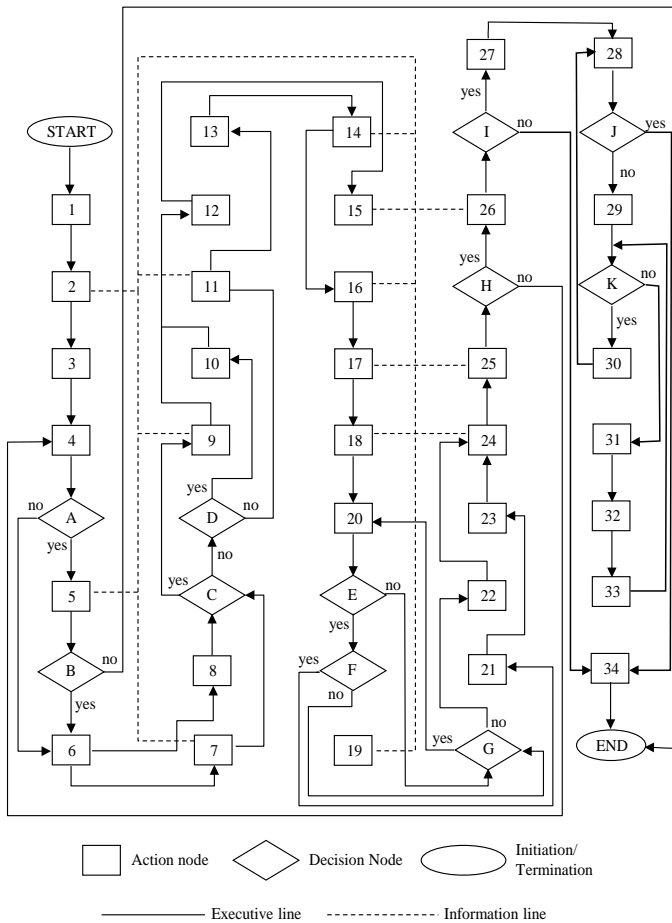 START
1
2
3
4
A
no
yes
5
B
no
yes
6
13
12
11
10
9
yes
D
no
no
yes
C
8
7
14
15
16
17
18
20
E
no
yes
yes
F
no
19
27
yes
I
no
26
yes
H
no
25
24
23
22
21
no
yes
G
28
J
yes
no
29
K
no
yes
30
31
32
33
34
END
Action node
Decision Node
Initiation/
Termination
Executive line
Information line